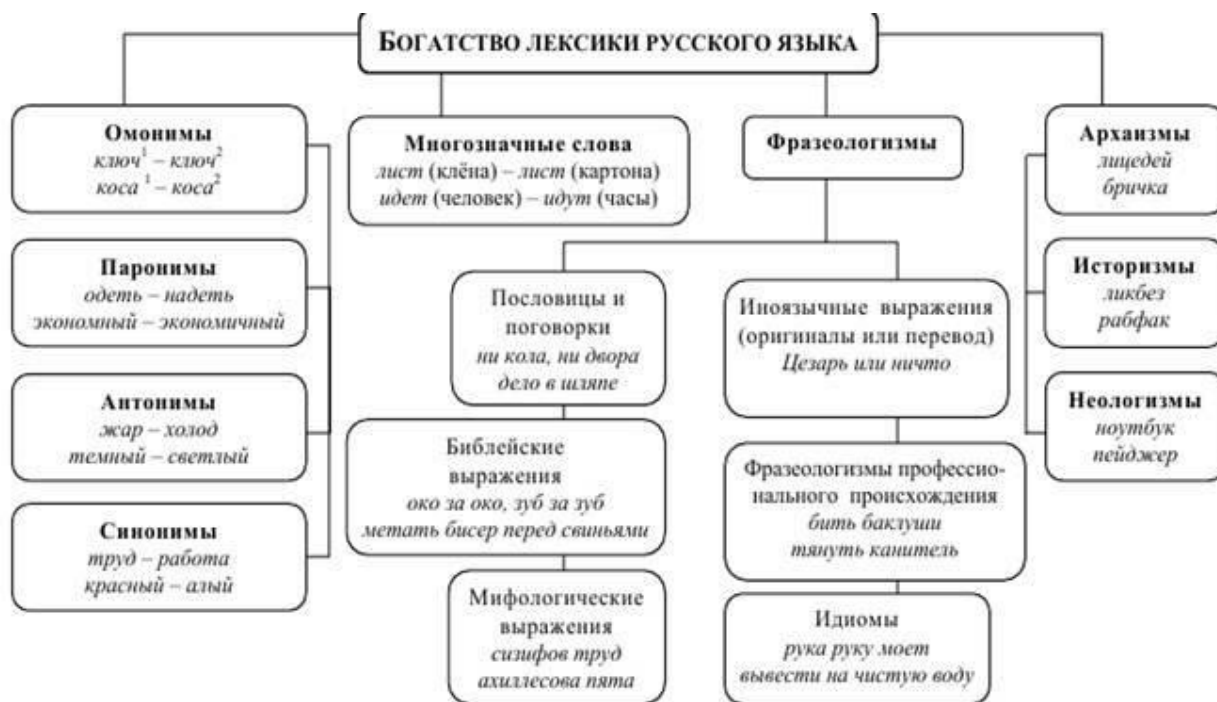 БОГАТСТВО ЛЕКСИКИ РУССКОГО ЯЗЫКА
Омонимы
ключ¹ – ключ²
коса ¹ – коса²
Паронимы
одеть – надеть
экономный – экономичный
Антонимы
жар – холод
темный – светлый
Синонимы
труд – работа
красный – алый
Многозначные слова
лист (клёна) – лист (картона)
идет (человек) – идут (часы)
Фразеологизмы
Пословицы и
поговорки
ни кола, ни двора
дело в шляпе
Библейские
выражения
око за око, зуб за зуб
метать бисер перед свиньями
Мифологические
выражения
сизифов труд
ахиллесова пята
Иноязычные выражения
(оригиналы или перевод)
Цезарь или ничто
Фразеологизмы профессио-
нального происхождения
бить баклуши
тянуть канитель
Идиомы
рука руку моет
вывести на чистую воду
Архаизмы
лицедей
бричка
Историзмы
ликбез
рабфак
Неологизмы
ноутбук
пейджер